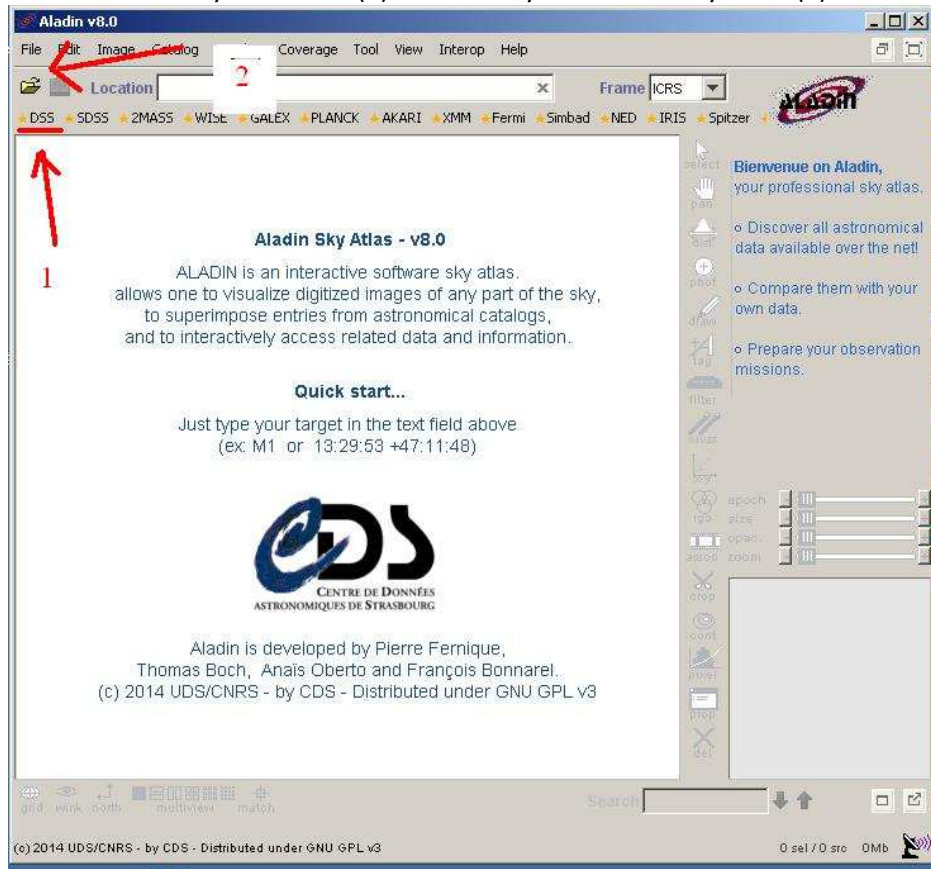 Aladin v8.0
File Edit Image Catalog Coverage Tool View Interop Help
2
Location
Frame ICRS
Aladin
DSS SDSS 2MASS WISE GALEX PLANCK AKARI XMM Fermi Simbad NED IRIS Spitzer
1
Aladin Sky Atlas - v8.0
ALADIN is an interactive software sky atlas.
allows one to visualize digitized images of any part of the sky,
to superimpose entries from astronomical catalogs,
and to interactively access related data and information.
Quick start...
Just type your target in the text field above
(ex: M1 or 13:29:53 +47:11:48)
CDS
CENTRE DE DONNÉES
ASTRONOMIQUES DE STRASBOURG
Aladin is developed by Pierre Fernique,
Thomas Boch, Anaïs Oberto and François Bonnarel.
(c) 2014 UDS/CNRS - by CDS - Distributed under GNU GPL v3
select
pan
dist
phot
draw
tag
filter
cross
rgb
assoc
crop
cont
pixel
prop
del
Bienvenue on Aladin,
your professional sky atlas.
Discover all astronomical
data available over the net!
Compare them with your
own data.
Prepare your observation
missions.
epoch
size
opac.
zoom
grid wink north multiview match
Search
(c) 2014 UDS/CNRS - by CDS - Distributed under GNU GPL v3
0 sel / 0 src 0Mb